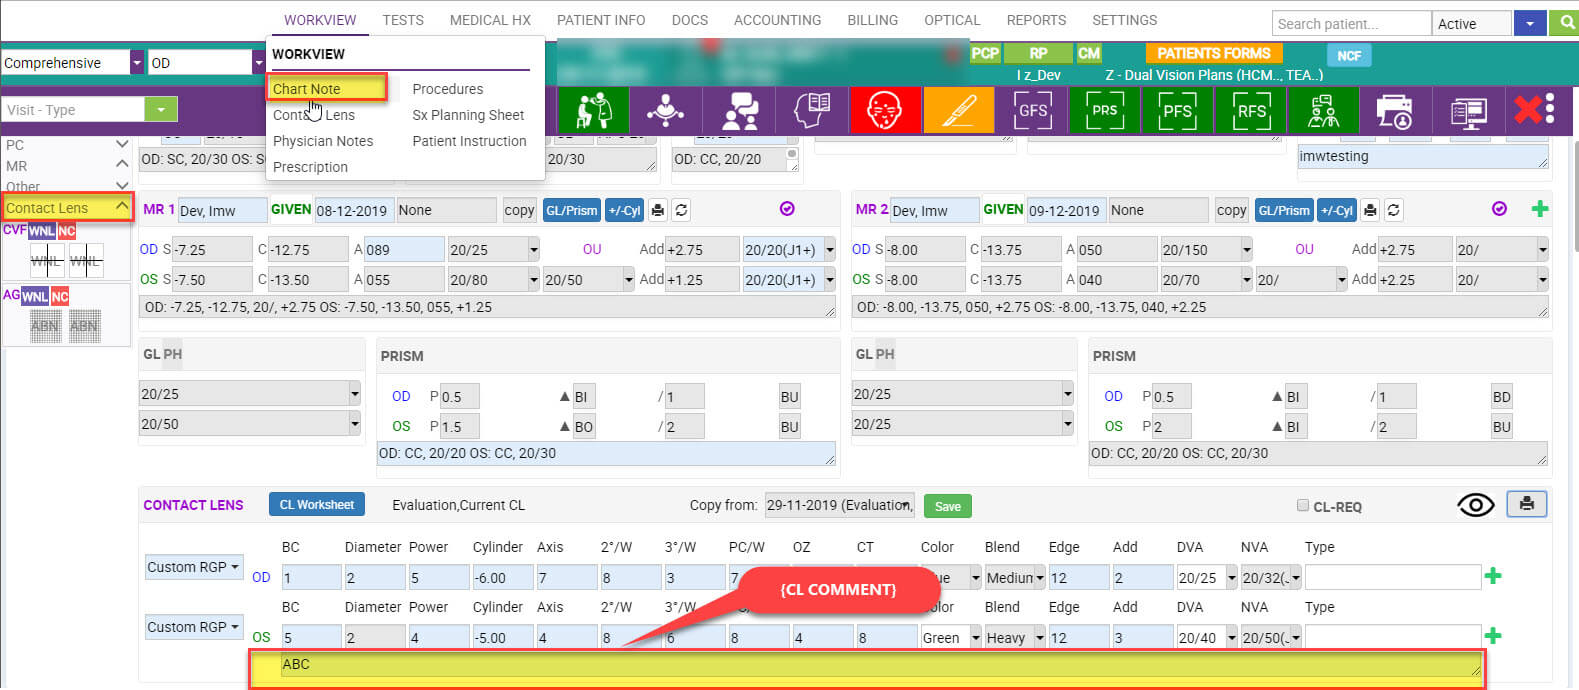 WORKVIEW TESTS MEDICAL HX PATIENT INFO DOCS ACCOUNTING BILLING OPTICAL REPORTS SETTINGS Search patient... Active
WORKVIEW
Chart Note Procedures
Contact Lens Sx Planning Sheet
Physician Notes Patient Instruction
Prescription
Comprehensive OD
PCP RP CM PATIENTS FORMS NCF
I z_Dev Z - Dual Vision Plans (HCM.., TEA..)
Visit - Type
GFS PRS PFS RFS
PC
MR
Other
Contact Lens
CVF WNL NC
WNL WNL
AG WNL NC
ABN ABN
OD: SC, 20/15 OS: S 20/30 OD: CC, 20/20 imwtesting
MR 1 Dev, Imw GIVEN 08-12-2019 None copy GL/Prism +/-Cyl
OD S -7.25 C -12.75 A 089 20/25 OU Add +2.75 20/20(J1+)
OS S -7.50 C -13.50 A 055 20/80 20/50 Add +1.25 20/20(J1+)
OD: -7.25, -12.75, 20/, +2.75 OS: -7.50, -13.50, 055, +1.25
MR 2 Dev, Imw GIVEN 09-12-2019 None copy GL/Prism +/-Cyl
OD S -8.00 C -13.75 A 050 20/150 OU Add +2.75 20/
OS S -8.00 C -13.75 A 040 20/70 20/ Add +2.25 20/
OD: -8.00, -13.75, 050, +2.75 OS: -8.00, -13.75, 040, +2.25
GL PH
20/25
20/50
PRISM
OD P 0.5 ▲ BI / 1 BU
OS P 1.5 ▲ BO / 2 BU
OD: CC, 20/20 OS: CC, 20/30
GL PH
20/25
20/25
PRISM
OD P 0.5 ▲ BI / 1 BD
OS P 2 ▲ BI / 2 BU
OD: CC, 20/20 OS: CC, 20/30
CONTACT LENS CL Worksheet Evaluation,Current CL Copy from: 29-11-2019 (Evaluation, Save CL-REQ
BC Diameter Power Cylinder Axis 2°/W 3°/W PC/W OZ CT Color Blend Edge Add DVA NVA Type
Custom RGP OD 1 2 5 -6.00 7 8 3 7 Medium 12 2 20/25 20/32(J
BC Diameter Power Cylinder Axis 2°/W 3°/W Blend Edge Add DVA NVA Type
Custom RGP OS 5 2 4 -5.00 4 8 6 8 4 8 Green Heavy 12 3 20/40 20/50(J
{CL COMMENT}
ABC